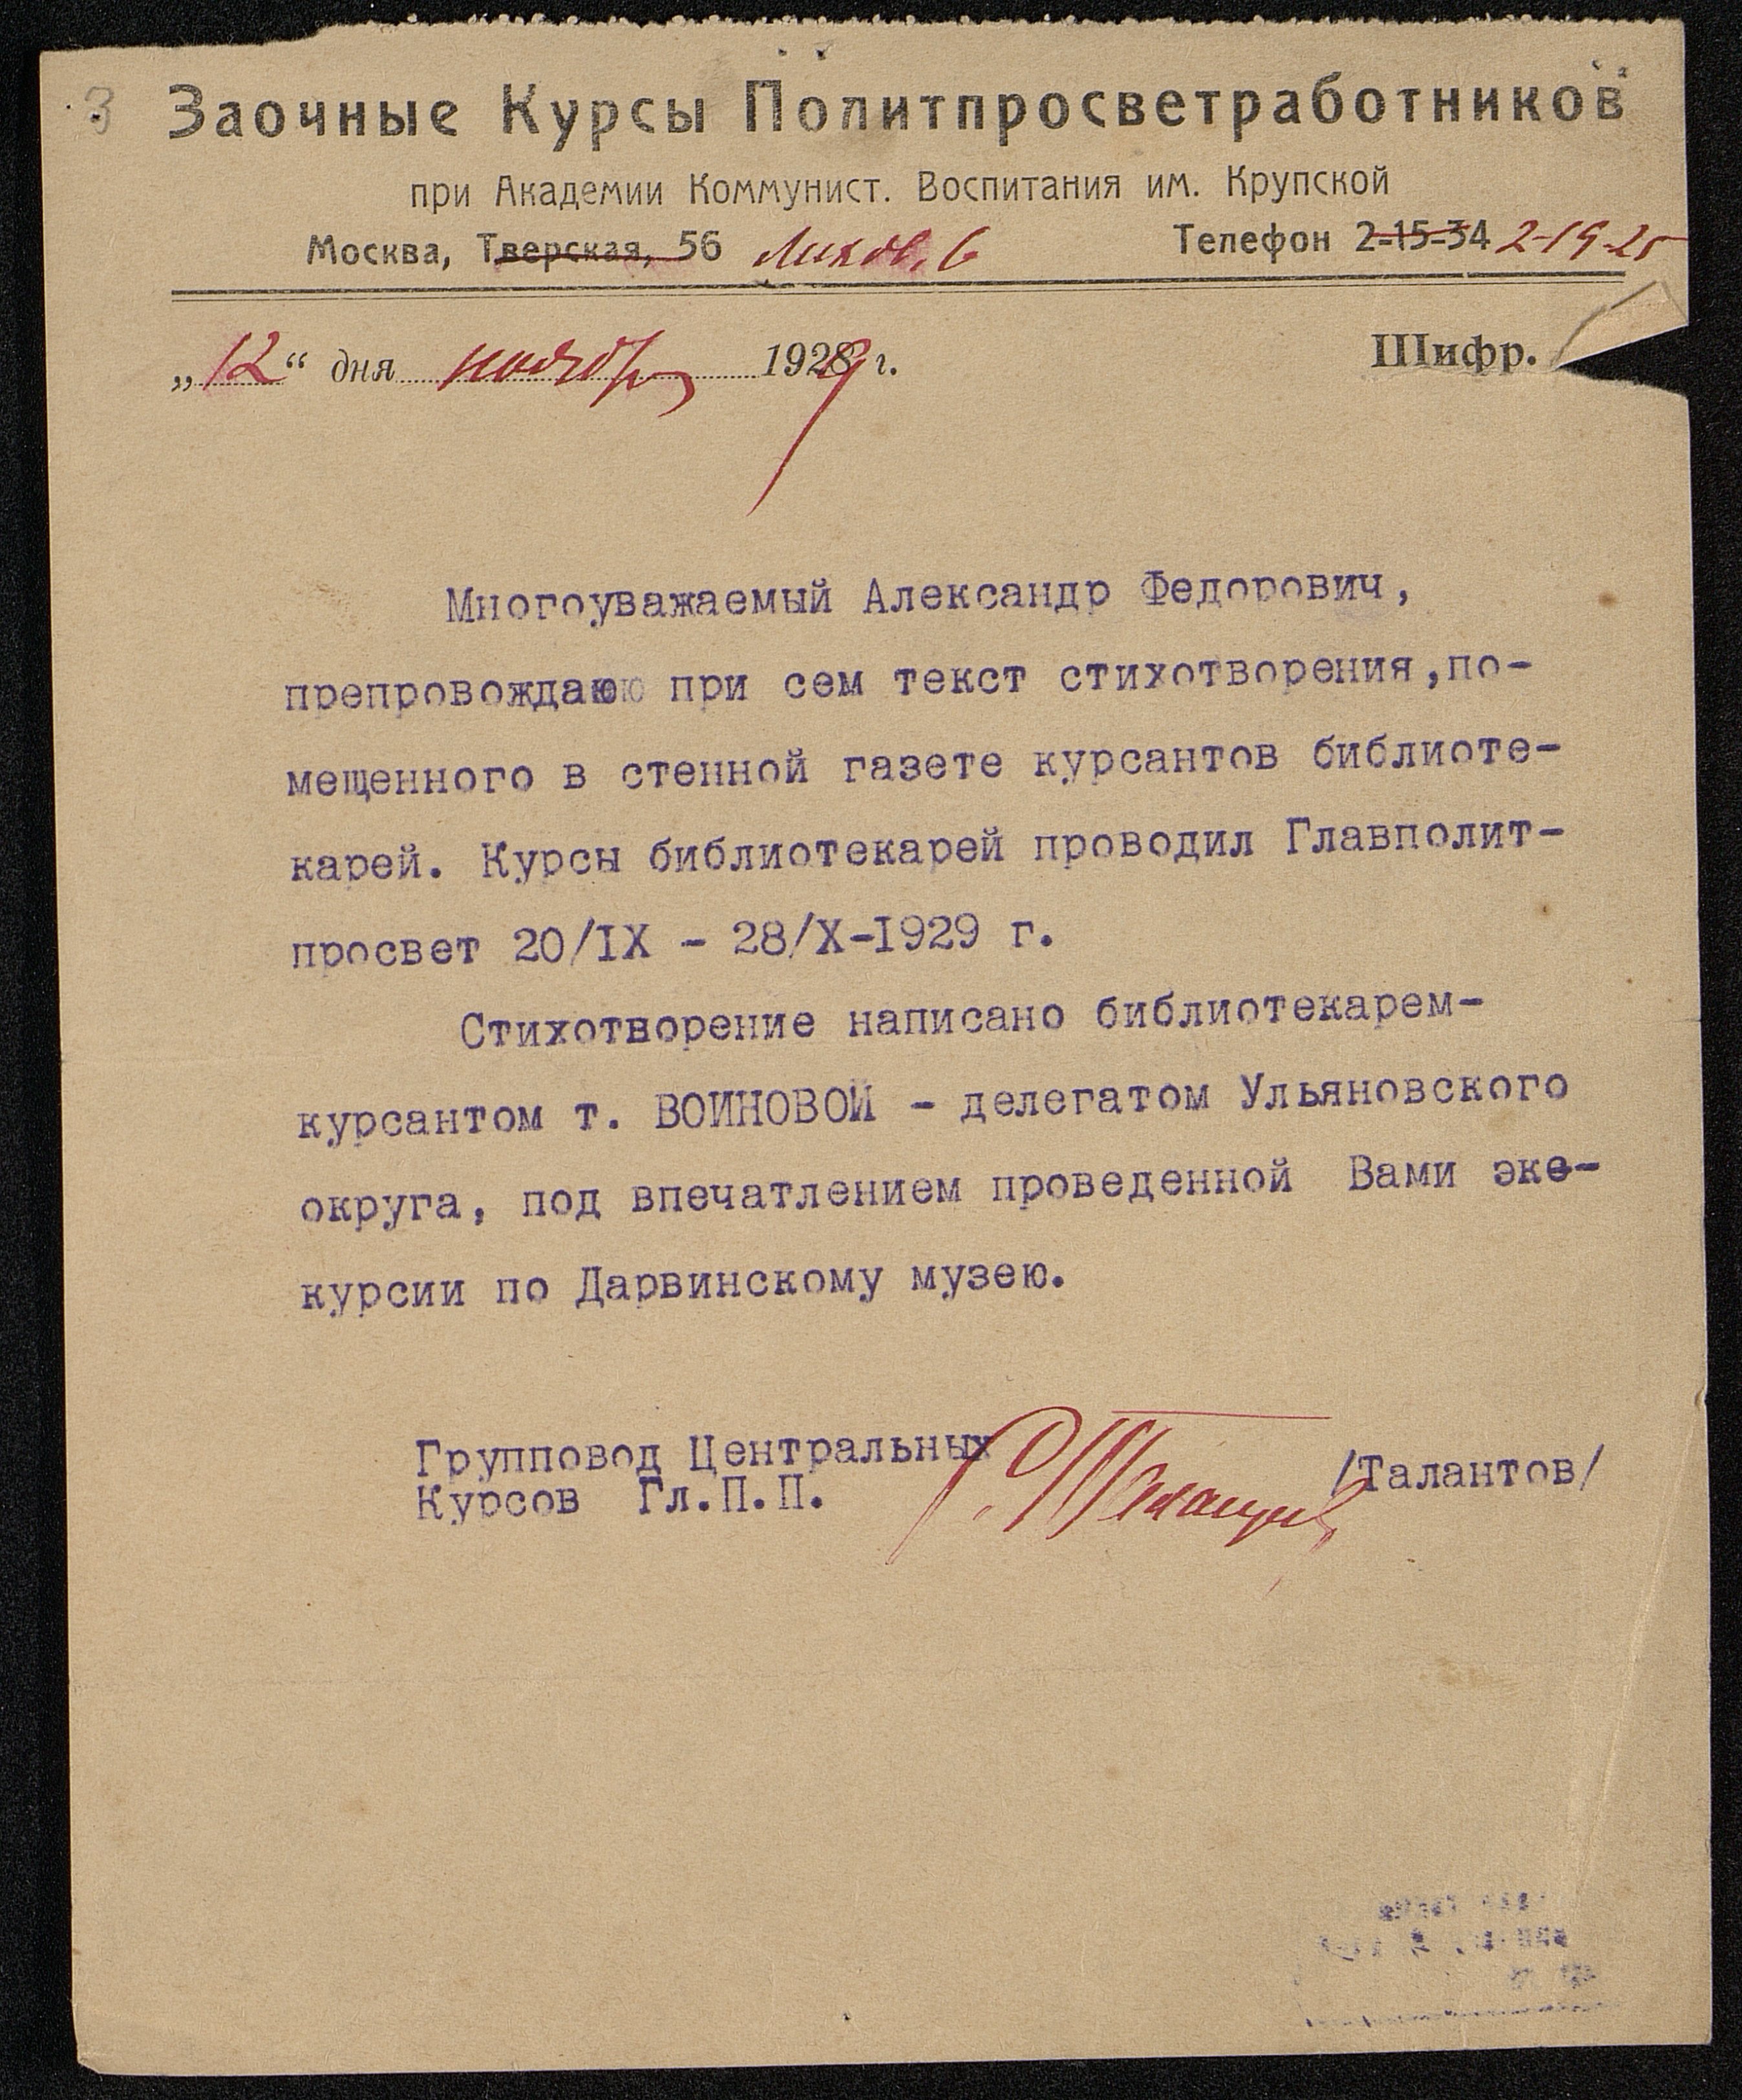 3
Заочные Курсы Политпросветработников
при Академии Коммунист. Воспитания им. Крупской
Москва, Тверская, 56 Лихов, 6 Телефон 2-15-34 2-19-25
„12“ дня ноября 1929 г. Шифр.
Многоуважаемый Александр Федорович,
препровождаю при сем текст стихотворения,по-
мещенного в стенной газете курсантов библиоте-
карей. Курсы библиотекарей проводил Главполит-
просвет 20/IX - 28/X-1929 г.
Стихотворение написано библиотекарем-
курсантом т. ВОИНОВОЙ - делегатом Ульяновского
округа, под впечатлением проведенной Вами экс-
курсии по Дарвинскому музею.
Групповод Центральных
Курсов Гл.П.П. /Талантов/